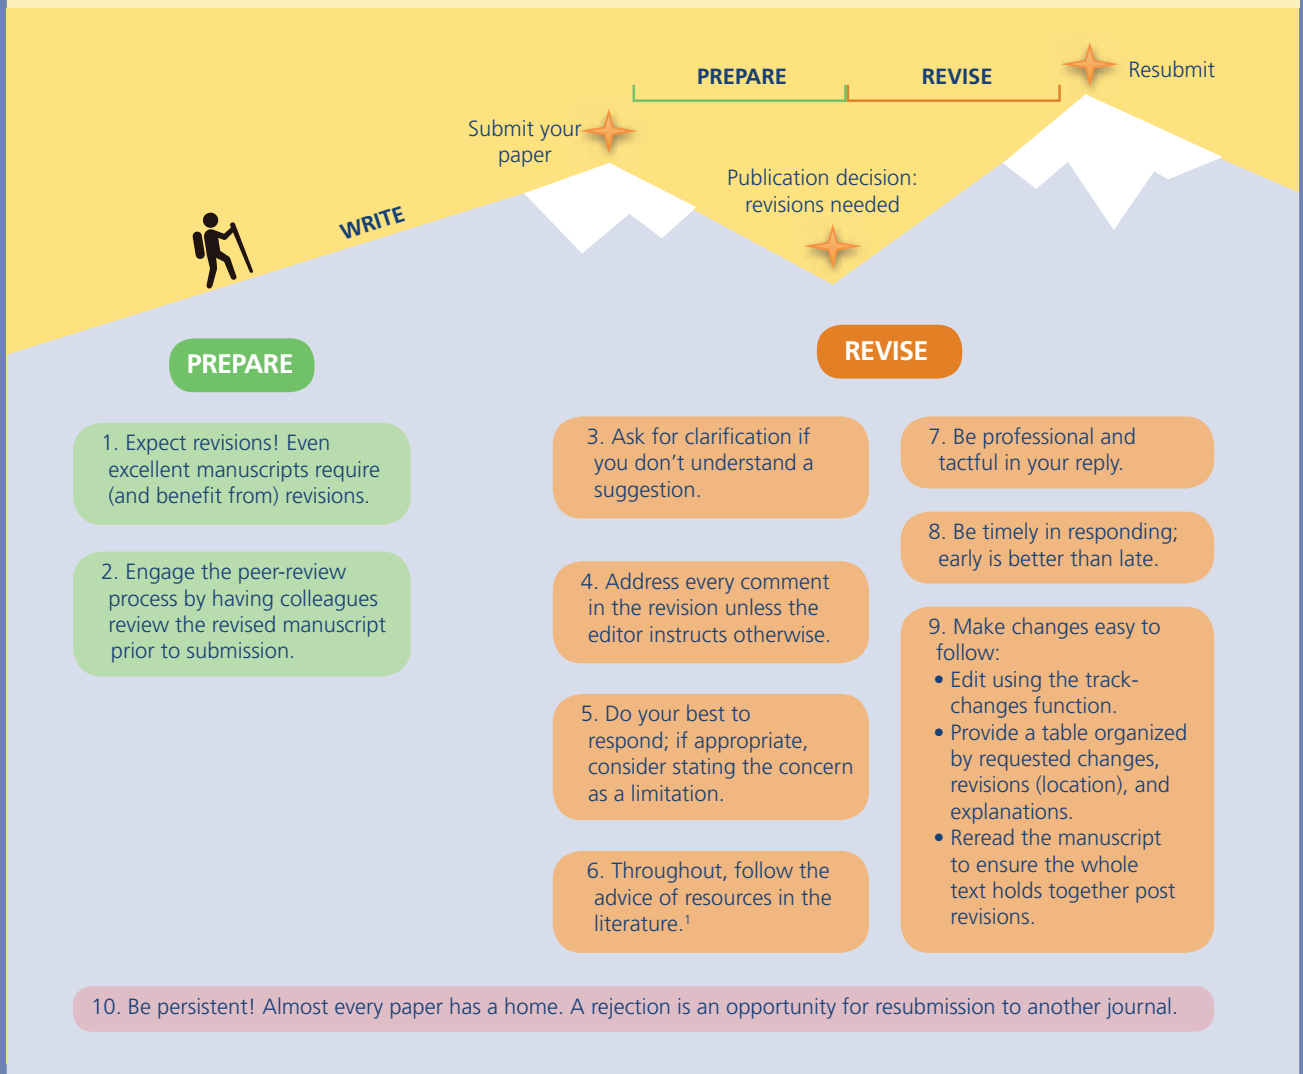 PREPARE
REVISE
Resubmit
Submit your
paper
Publication decision:
revisions needed
WRITE
PREPARE
1. Expect revisions! Even
excellent manuscripts require
(and benefit from) revisions.
2. Engage the peer-review
process by having colleagues
review the revised manuscript
prior to submission.
REVISE
3. Ask for clarification if
you don’t understand a
suggestion.
4. Address every comment
in the revision unless the
editor instructs otherwise.
5. Do your best to
respond; if appropriate,
consider stating the concern
as a limitation.
6. Throughout, follow the
advice of resources in the
literature.¹
7. Be professional and
tactful in your reply.
8. Be timely in responding;
early is better than late.
9. Make changes easy to
follow:
• Edit using the track-
changes function.
• Provide a table organized
by requested changes,
revisions (location), and
explanations.
• Reread the manuscript
to ensure the whole
text holds together post
revisions.
10. Be persistent! Almost every paper has a home. A rejection is an opportunity for resubmission to another journal.